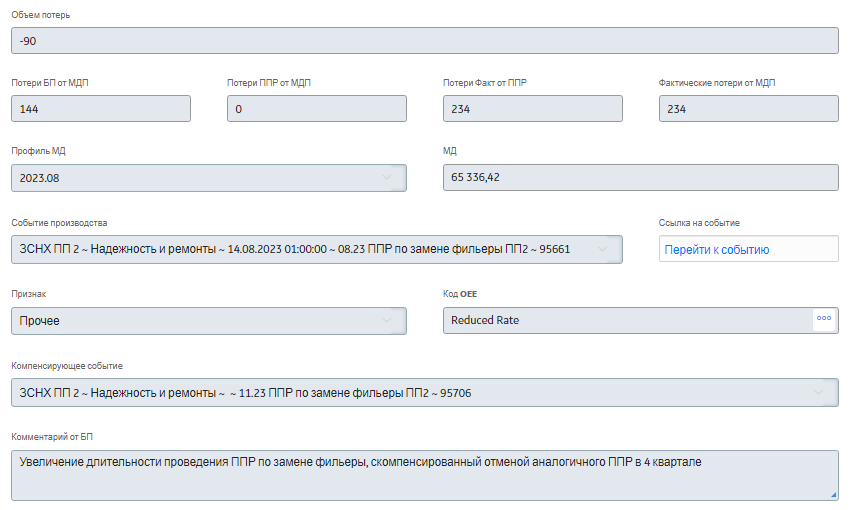 Объем потерь
-90
Потери БП от МДП Потери ППР от МДП Потери Факт от ППР Фактические потери от МДП
144 0 234 234
Профиль МД МД
2023.08 65 336,42
Событие производства Ссылка на событие
ЗСНХ ПП 2 ~ Надежность и ремонты ~ 14.08.2023 01:00:00 ~ 08.23 ППР по замене фильеры ПП2 ~ 95661 Перейти к событию
Признак Код OEE
Прочее Reduced Rate
Компенсирующее событие
ЗСНХ ПП 2 ~ Надежность и ремонты ~ ~ 11.23 ППР по замене фильеры ПП2 ~ 95706
Комментарий от БП
Увеличение длительности проведения ППР по замене фильеры, скомпенсированный отменой аналогичного ППР в 4 квартале